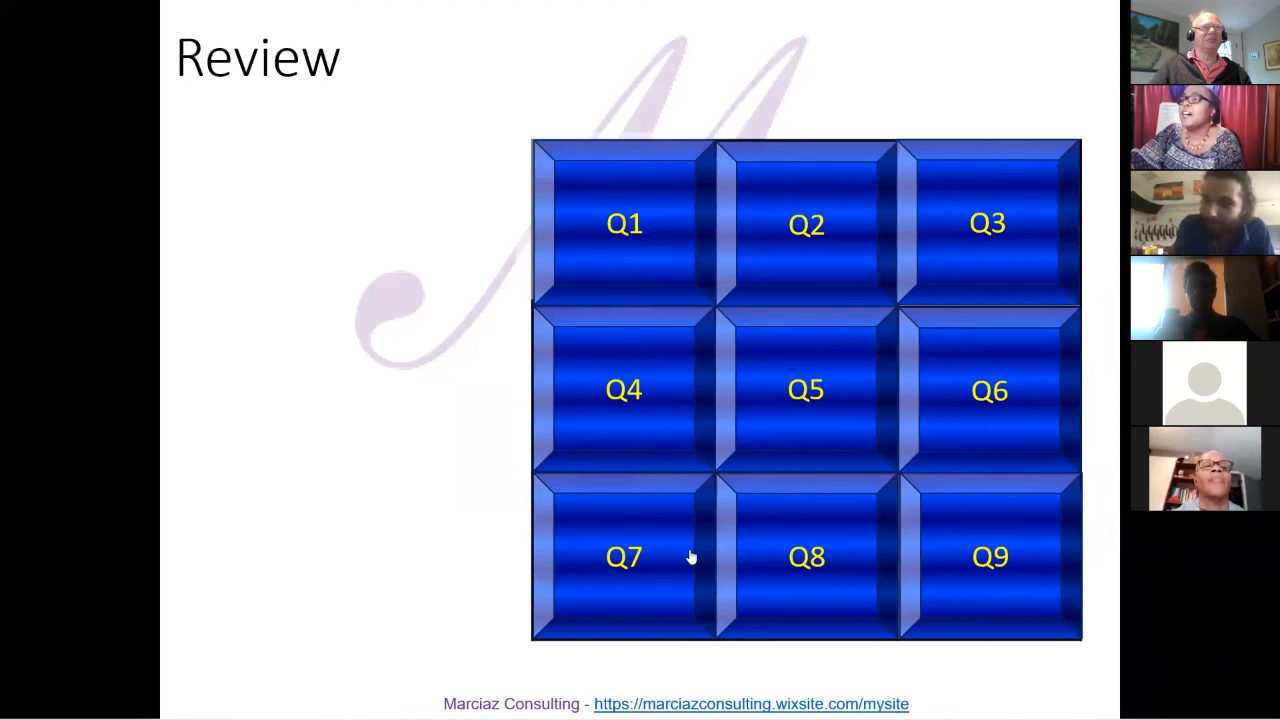 Review
Q1 Q2 Q3
Q4 Q5 Q6
Q7 Q8 Q9
Marciaz Consulting - https://marciazconsulting.wixsite.com/mysite